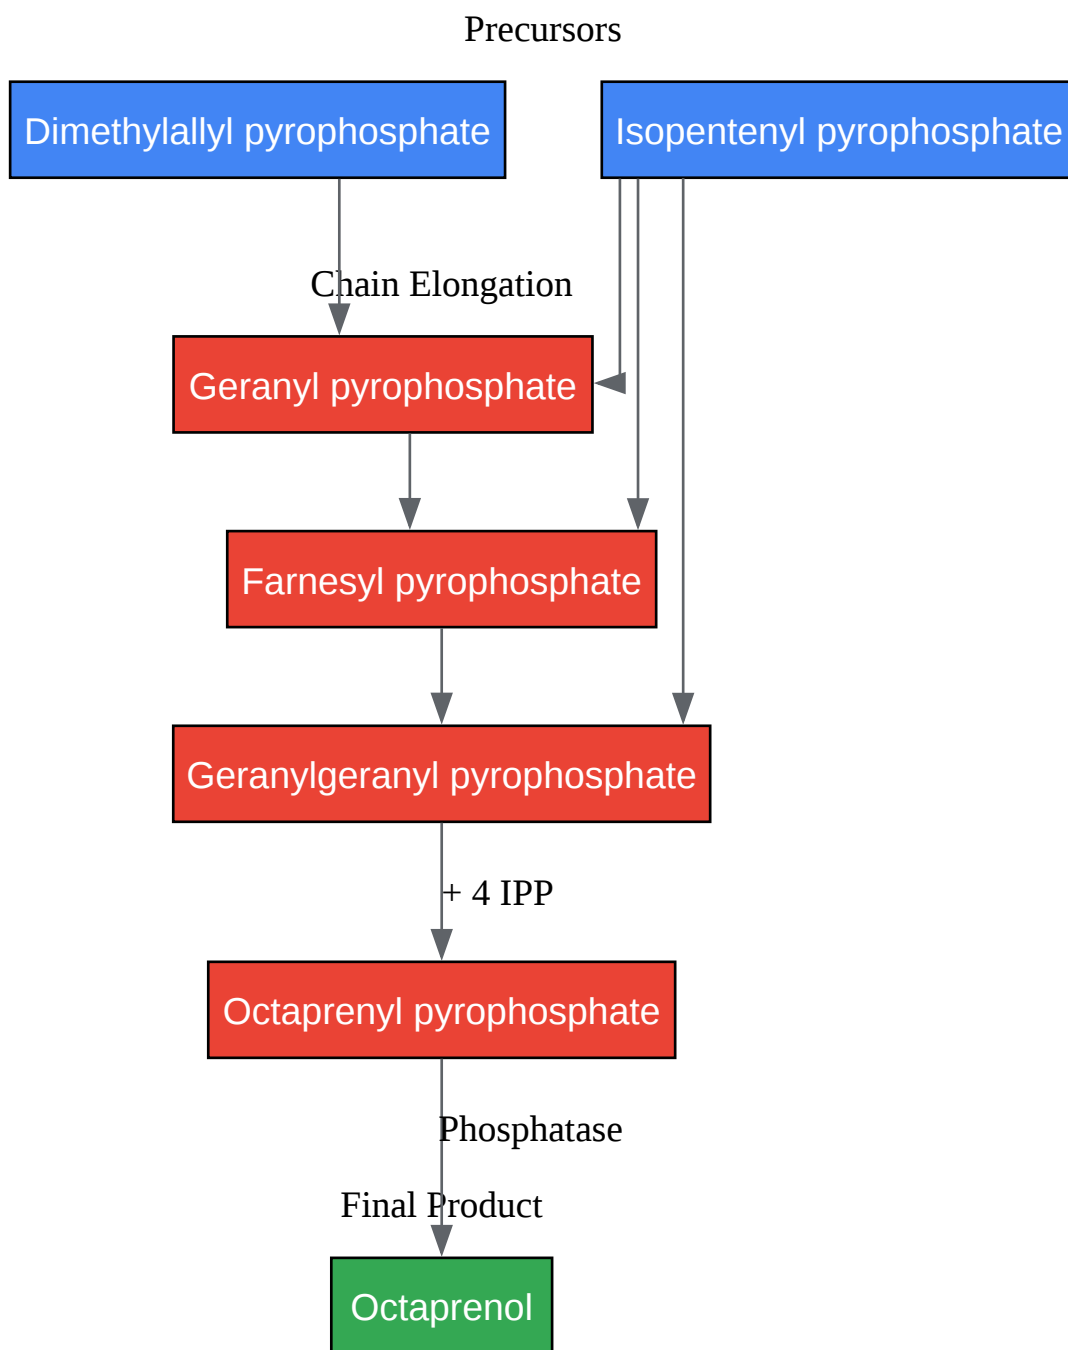 Precursors
Dimethylallyl pyrophosphate
Isopentenyl pyrophosphate
Chain Elongation
Geranyl pyrophosphate
Farnesyl pyrophosphate
Geranylgeranyl pyrophosphate
+ 4 IPP
Octaprenyl pyrophosphate
Phosphatase
Final Product
Octaprenol